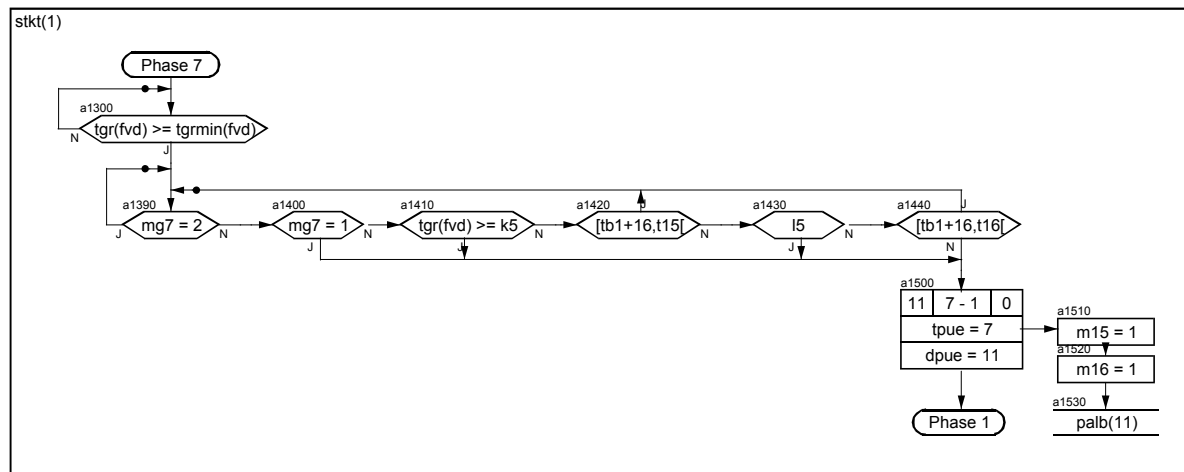 stkt(1)
Phase 7
a1300
tgr(fvd) >= tgrmin(fvd)
N
J
a1390
mg7 = 2
J
N
a1400
mg7 = 1
J
N
a1410
tgr(fvd) >= k5
J
N
a1420
[tb1+16,t15[
J
N
a1430
l5
J
N
a1440
[tb1+16,t16[
J
N
a1500
11 7 - 1 0
tpue = 7
dpue = 11
a1510
m15 = 1
a1520
m16 = 1
a1530
palb(11)
Phase 1